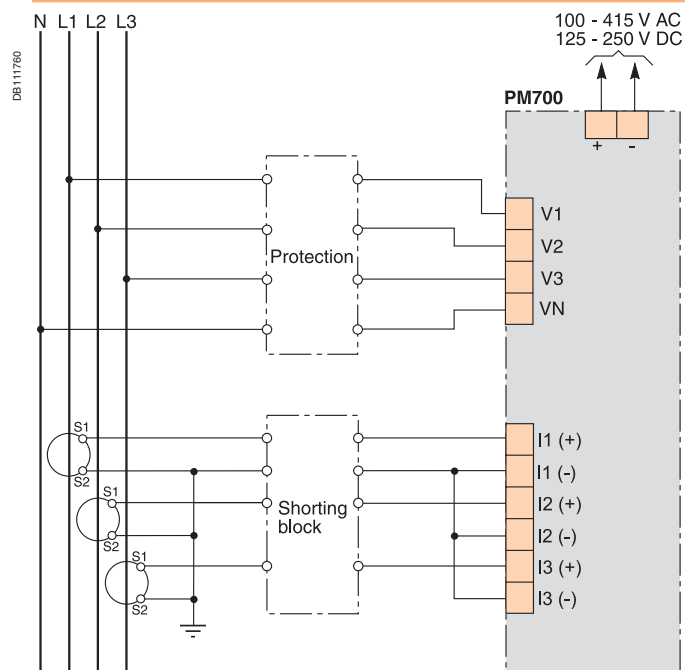 N L1 L2 L3
100 - 415 V AC
125 - 250 V DC
DB111760
PM700
+ -
V1
V2
Protection
V3
VN
S1
I1 (+)
S2
I1 (-)
S1
I2 (+)
Shorting
block
S2
I2 (-)
S1
I3 (+)
S2
I3 (-)